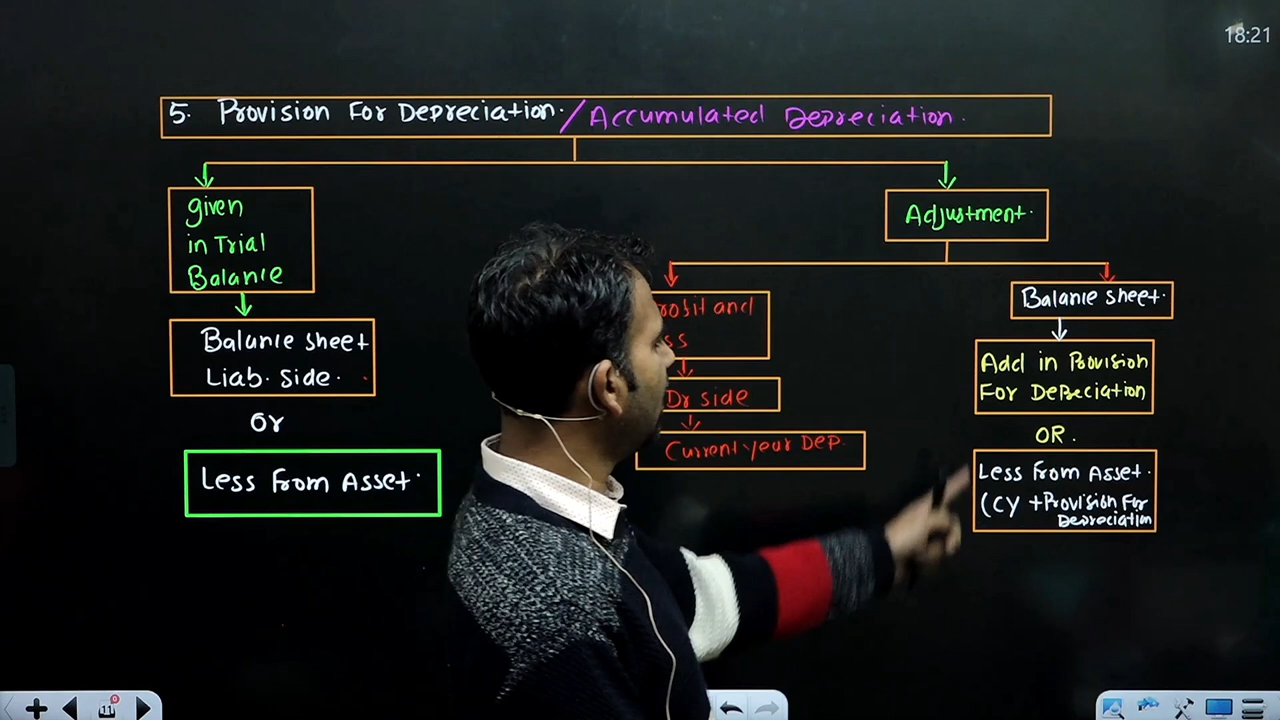 18:21
5. Provision For Depreciation. / Accumulated Depreciation.
given
in Trial
Balance
Balance sheet
Liab. side.
or
Less From Asset.
Adjustment.
and
Dr side
Current year Dep.
Balance sheet.
Add in Provision
For Depreciation
OR.
Less From Asset.
(CY + Provision For
Depreciation
11